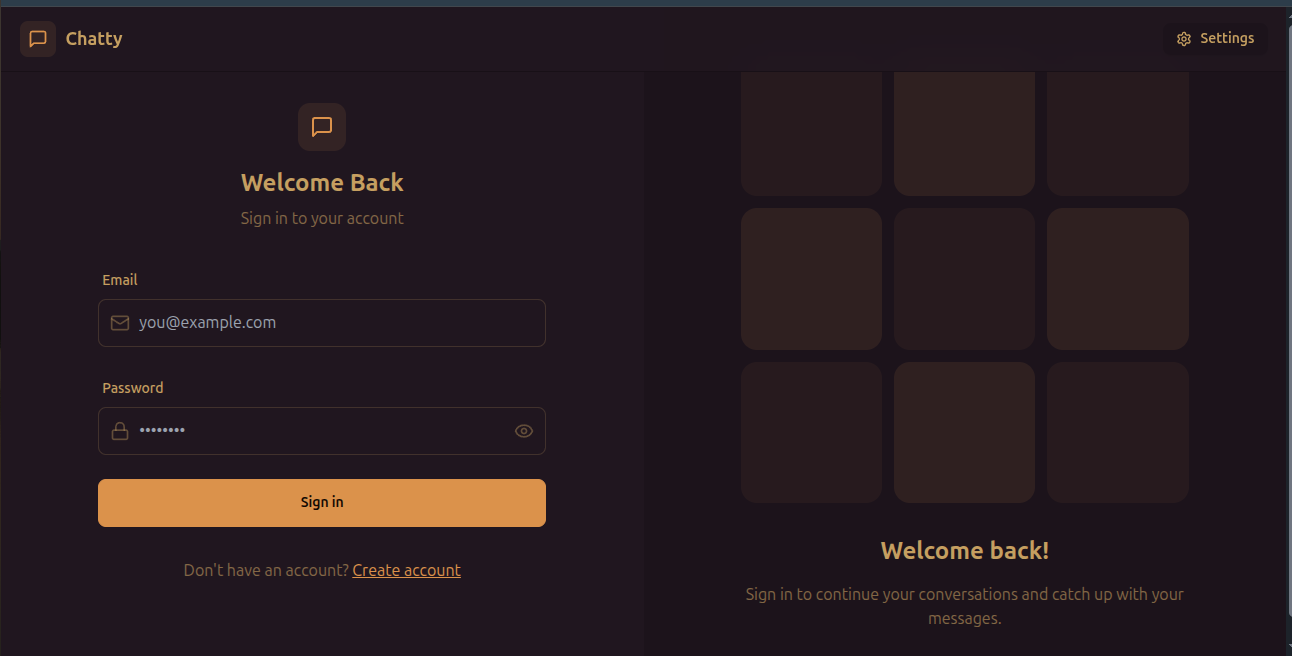 Chatty
Settings
Welcome Back
Sign in to your account
Email
you@example.com
Password
••••••••
Sign in
Don't have an account? Create account
Welcome back!
Sign in to continue your conversations and catch up with your
messages.